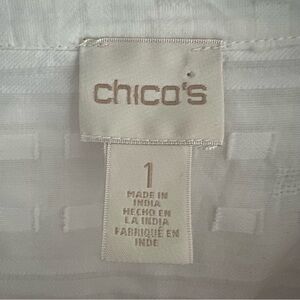 chico's
1
MADE IN
INDIA
HECHO EN
LA INDIA
FABRIQUÉ EN
INDE